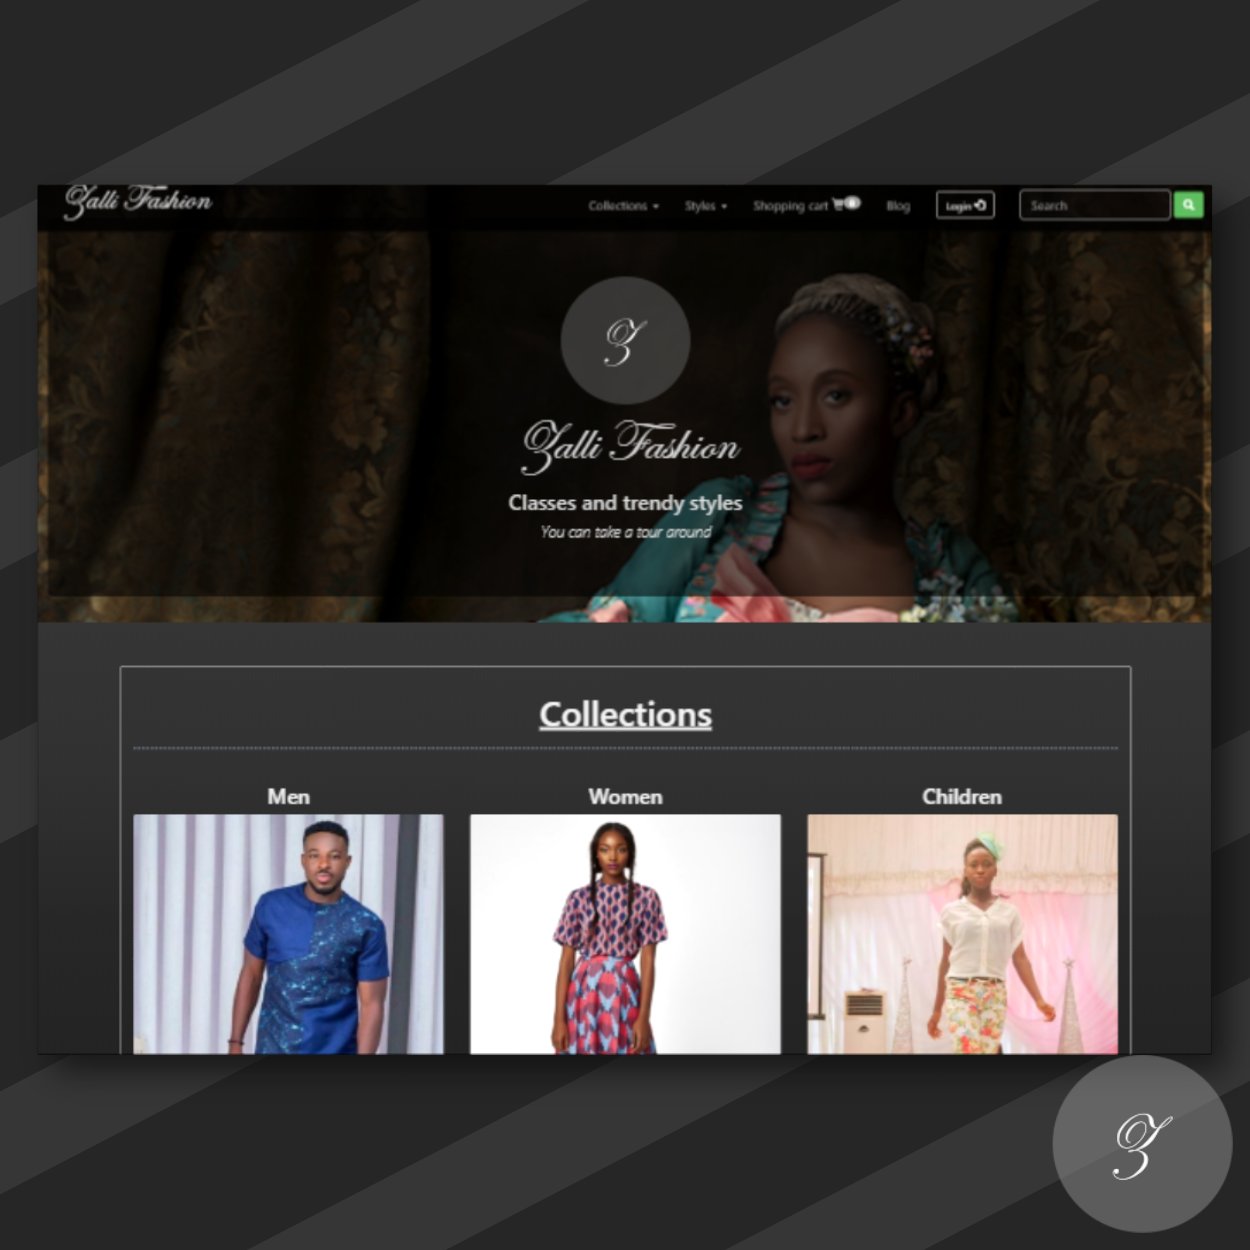 Zalli Fashion
Collections
Styles
Shopping cart
Blog
Login
Search
Z
Zalli Fashion
Classes and trendy styles
You can take a tour around
Collections
Men
Women
Children
Z